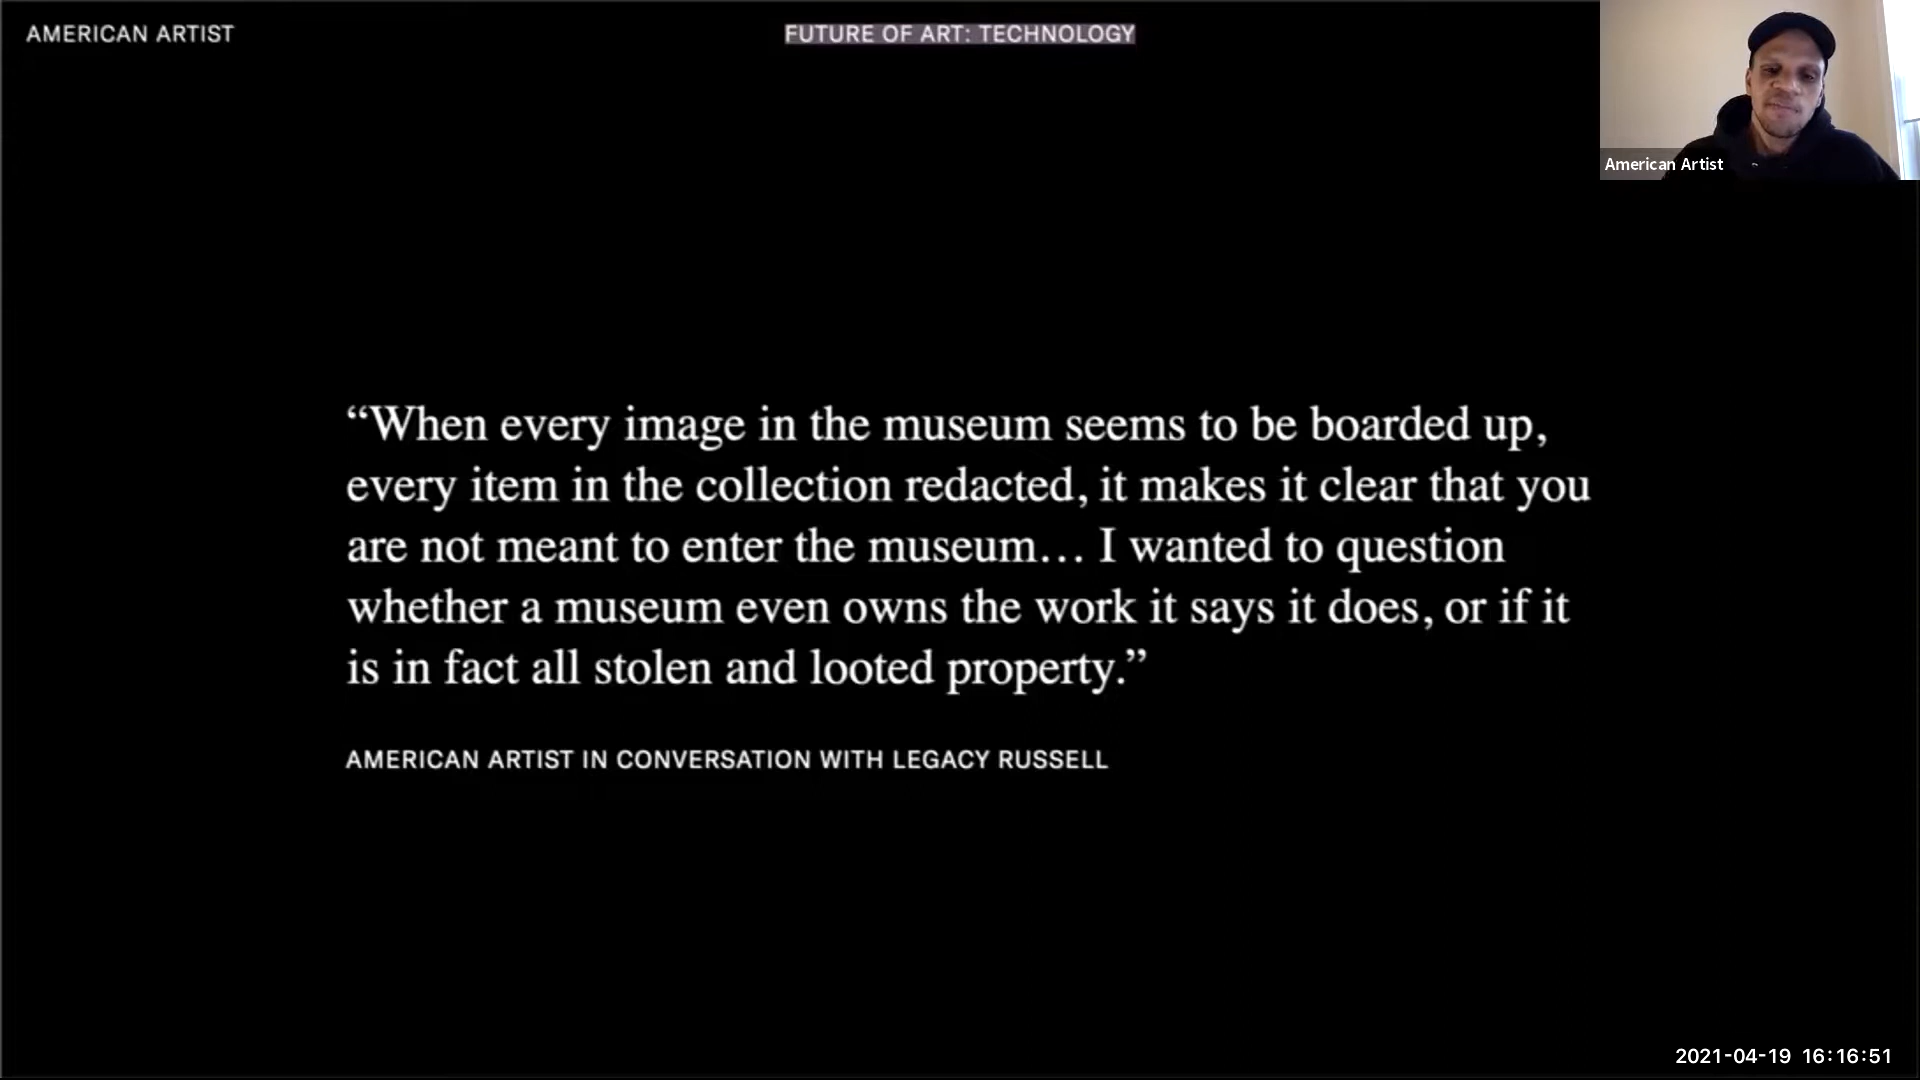 AMERICAN ARTIST
FUTURE OF ART: TECHNOLOGY
American Artist
“When every image in the museum seems to be boarded up,
every item in the collection redacted, it makes it clear that you
are not meant to enter the museum… I wanted to question
whether a museum even owns the work it says it does, or if it
is in fact all stolen and looted property.”
AMERICAN ARTIST IN CONVERSATION WITH LEGACY RUSSELL
2021-04-19 16:16:51